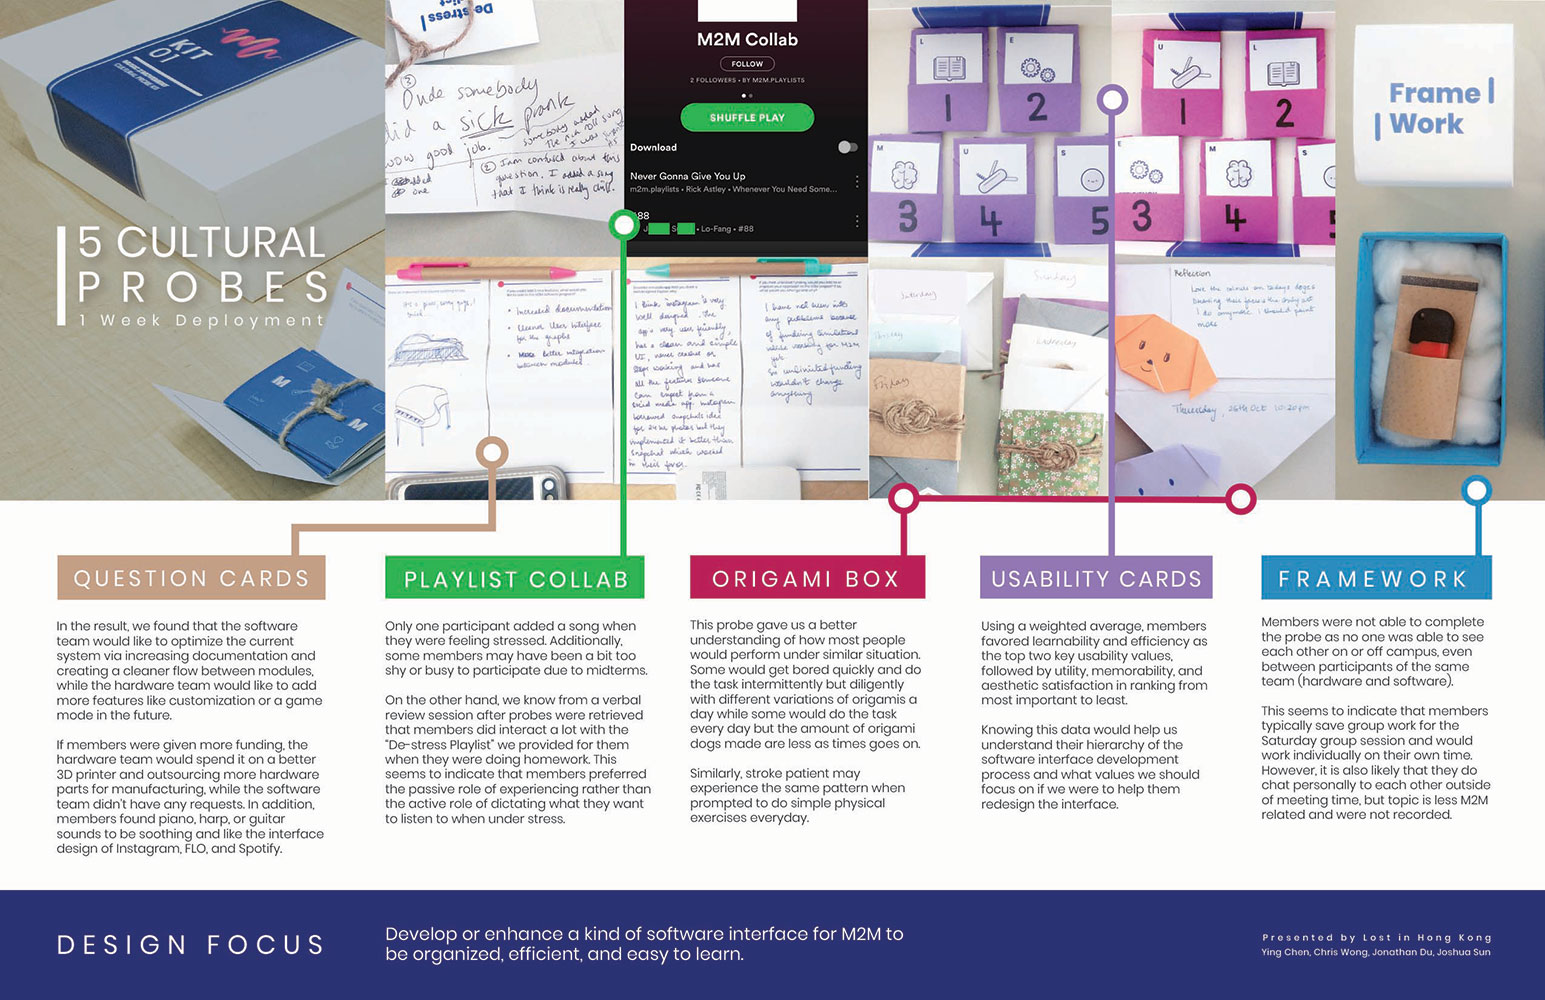 KIT
01
5 CULTURAL
PROBES
1 Week Deployment
De-stress
Dude somebody
did a sick prank
wow good job.
somebody added
the rick roll song
I am confused about this
question. I added a song
that I think is really chill.
M2M Collab
FOLLOW
2 FOLLOWERS • BY M2M.PLAYLISTS
SHUFFLE PLAY
Download
Never Gonna Give You Up
m2m.playlists • Rick Astley • Whenever You Need Some...
#88
Lo-Fang • #88
• Increased documentation
• Cleaner User Interface
for the graphs
• Better integration
between modules.
I think instagram is very
well designed. The
app is very user friendly,
has a clean and simple
UI, never crashes or
stops working and has
all the features someone
can expect from a
social media app. Instagram
borrowed snapchats idea
for 24 hr photos but they
implemented it better than
Snapchat which worked
in their favor.
I have not been into
any problems because
of funding limitations
while working for M2M
job.
So unlimited funding
wouldn't change
anything
L
1
E
2
M
3
U
4
S
5
U
1
L
2
E
3
M
4
S
5
Saturday
Sunday
Thursday
Wednesday
Friday
Reflection
Thursday, 26th Oct 10:20pm
Frame
Work
QUESTION CARDS
In the result, we found that the software
team would like to optimize the current
system via increasing documentation and
creating a cleaner flow between modules,
while the hardware team would like to add
more features like customization or a game
mode in the future.
If members were given more funding, the
hardware team would spend it on a better
3D printer and outsourcing more hardware
parts for manufacturing, while the software
team didn't have any requests. In addition,
members found piano, harp, or guitar
sounds to be soothing and like the interface
design of Instagram, FLO, and Spotify.
PLAYLIST COLLAB
Only one participant added a song when
they were feeling stressed. Additionally,
some members may have been a bit too
shy or busy to participate due to midterms.
On the other hand, we know from a verbal
review session after probes were retrieved
that members did interact a lot with the
"De-stress Playlist" we provided for them
when they were doing homework. This
seems to indicate that members preferred
the passive role of experiencing rather than
the active role of dictating what they want
to listen to when under stress.
ORIGAMI BOX
This probe gave us a better
understanding of how most people
would perform under similar situation.
Some would get bored quickly and do
the task intermittently but diligently
with different variations of origamis a
day while some would do the task
every day but the amount of origami
dogs made are less as times goes on.
Similarly, stroke patient may
experience the same pattern when
prompted to do simple physical
exercises everyday.
USABILITY CARDS
Using a weighted average, members
favored learnability and efficiency as
the top two key usability values,
followed by utility, memorability, and
aesthetic satisfaction in ranking from
most important to least.
Knowing this data would help us
understand their hierarchy of the
software interface development
process and what values we should
focus on if we were to help them
redesign the interface.
FRAMEWORK
Members were not able to complete
the probe as no one was able to see
each other on or off campus, even
between participants of the same
team (hardware and software).
This seems to indicate that members
typically save group work for the
Saturday group session and would
work individually on their own time.
However, it is also likely that they do
chat personally to each other outside
of meeting time, but topic is less M2M
related and were not recorded.
DESIGN FOCUS
Develop or enhance a kind of software interface for M2M to
be organized, efficient, and easy to learn.
Presented by Lost in Hong Kong
Ying Chen, Chris Wong, Jonathan Du, Joshua Sun